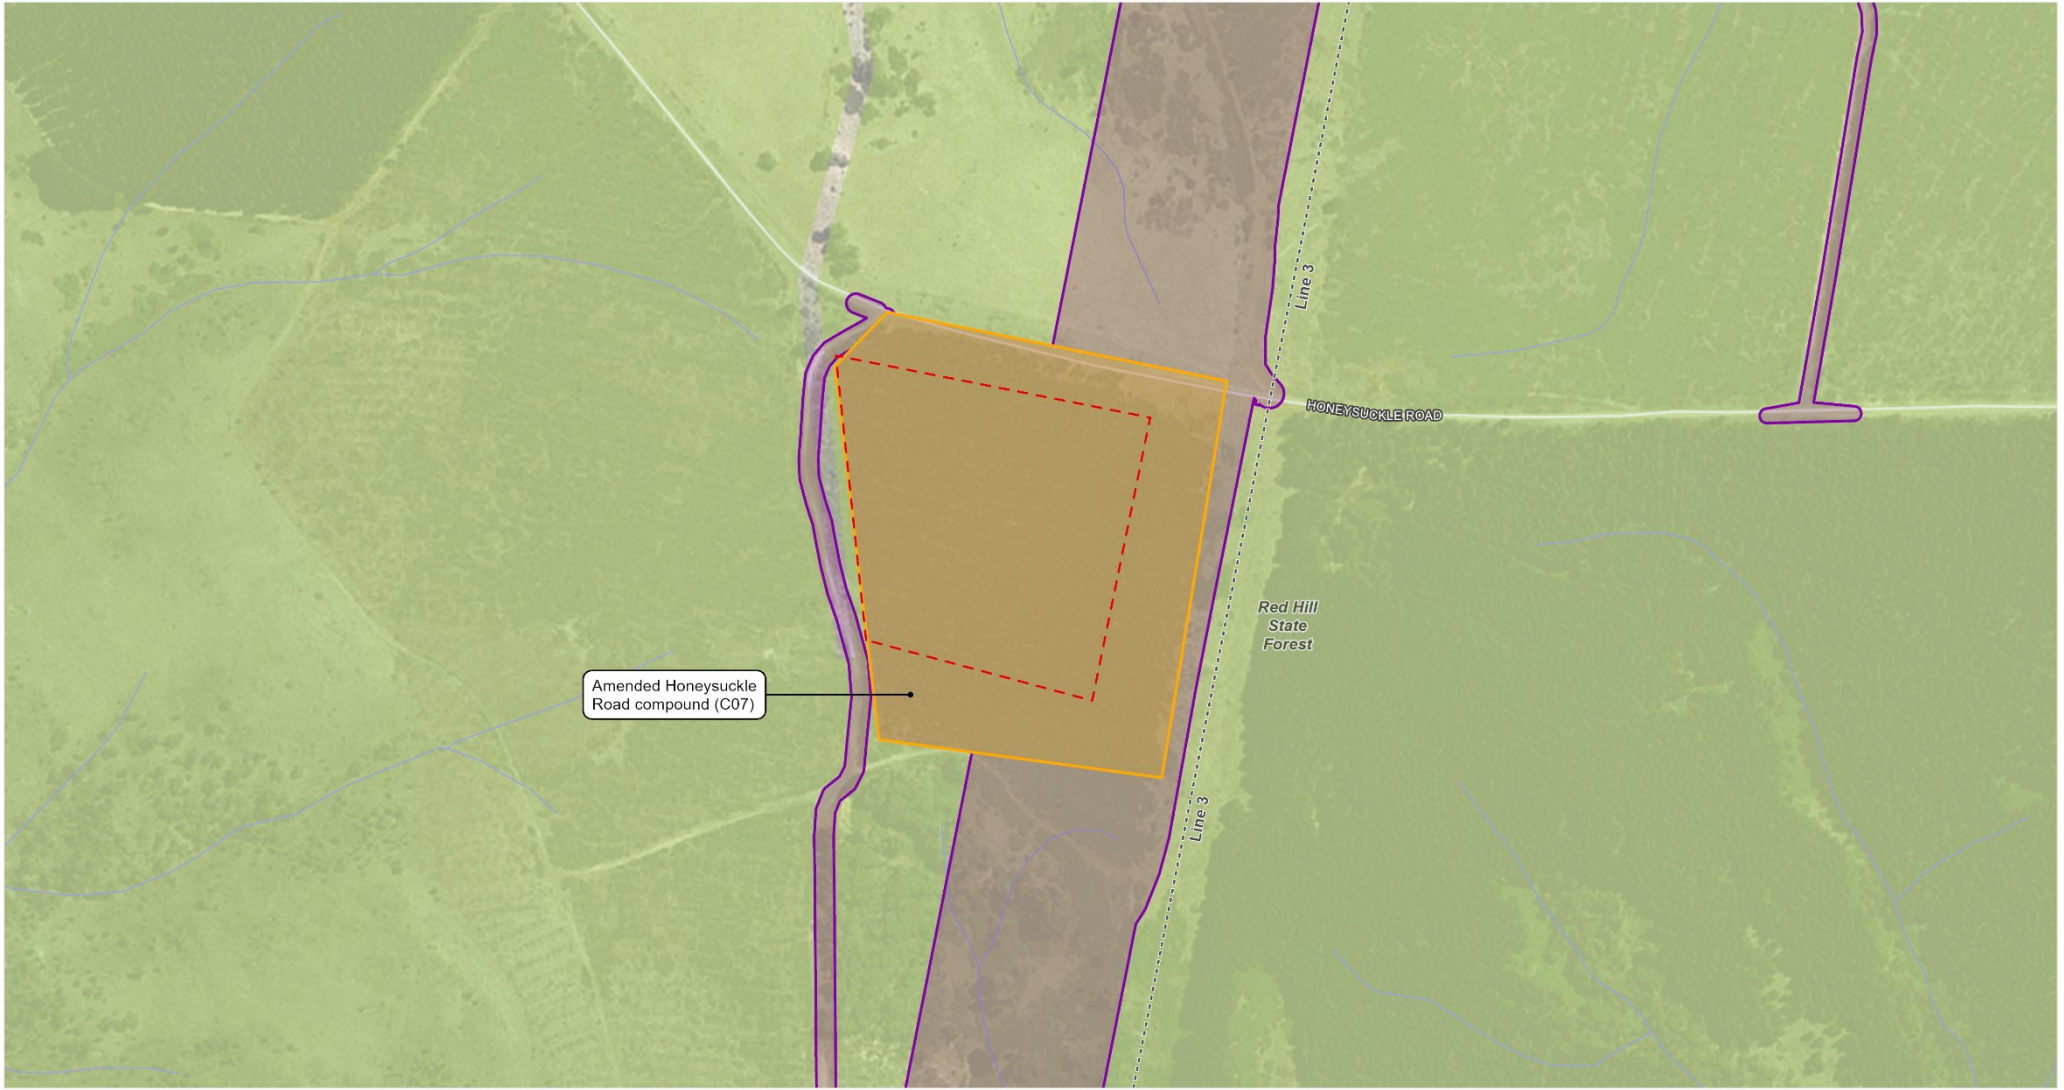 Line 3
HONEYSUCKLE ROAD
Red Hill
State
Forest
Amended Honeysuckle
Road compound (C07)
Line 3